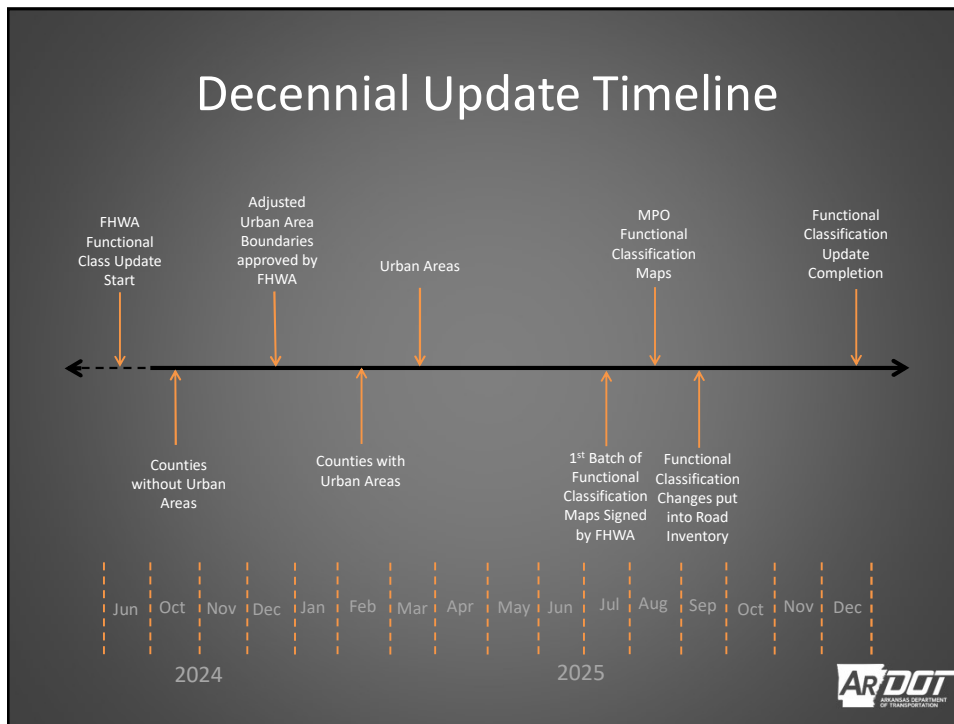 Decennial Update Timeline
FHWA
Functional
Class Update
Start
Adjusted
Urban Area
Boundaries
approved by
FHWA
Urban Areas
MPO
Functional
Classification
Maps
Functional
Classification
Update
Completion
Counties
without Urban
Areas
Counties with
Urban Areas
1st Batch of
Functional
Classification
Maps Signed
by FHWA
Functional
Classification
Changes put
into Road
Inventory
Jun Oct Nov Dec Jan Feb Mar Apr May Jun Jul Aug Sep Oct Nov Dec
2024 2025
ARDOT
ARKANSAS DEPARTMENT
OF TRANSPORTATION